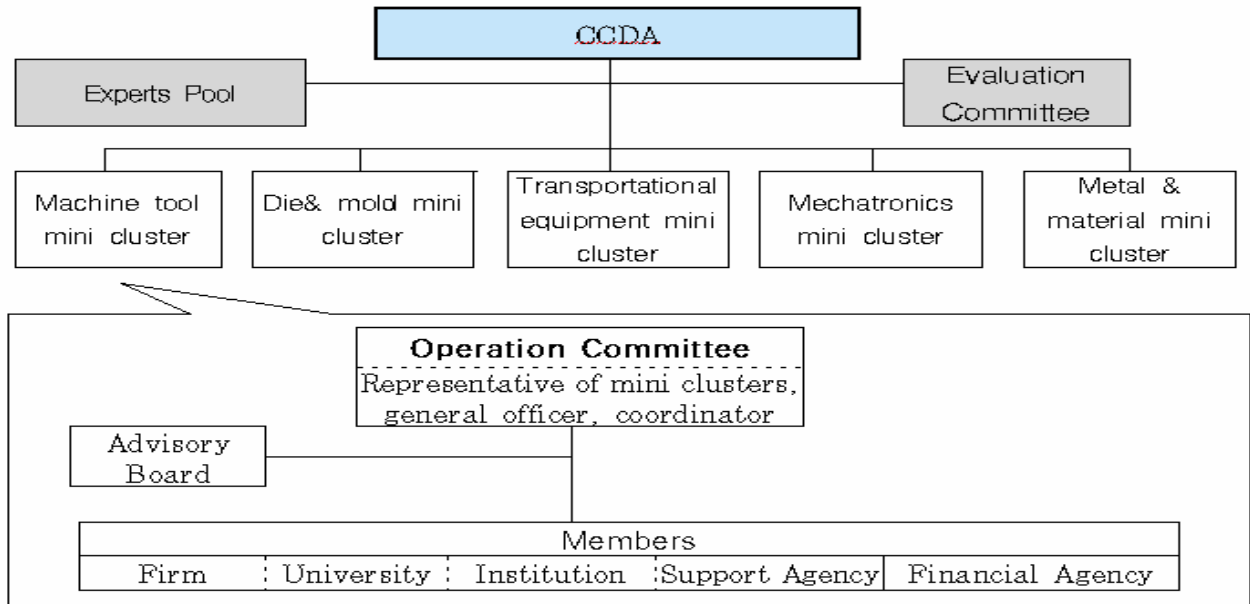 CCDA
Experts Pool
Evaluation
Committee
Machine tool
mini cluster
Die& mold mini
cluster
Transportational
equipment mini
cluster
Mechatronics
mini cluster
Metal &
material mini
cluster
Operation Committee
Representative of mini clusters,
general officer, coordinator
Advisory
Board
Members
Firm
University
Institution
Support Agency
Financial Agency